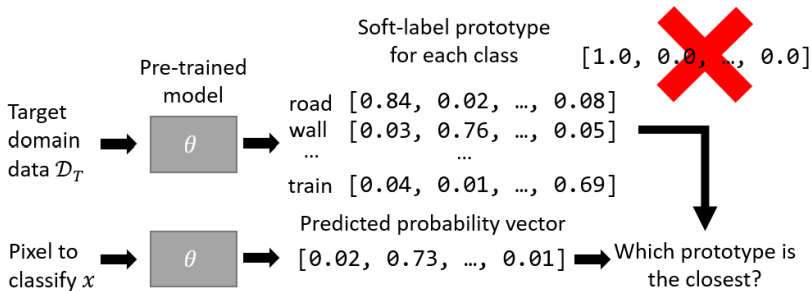 Soft-label prototype
for each class
[1.0, 0.0, …, 0.0]
Pre-trained
model
Target
domain
data 𝒟_T
θ
road [0.84, 0.02, …, 0.08]
wall [0.03, 0.76, …, 0.05]
… …
train [0.04, 0.01, …, 0.69]
Predicted probability vector
Pixel to
classify x
θ
[0.02, 0.73, …, 0.01]
Which prototype is
the closest?